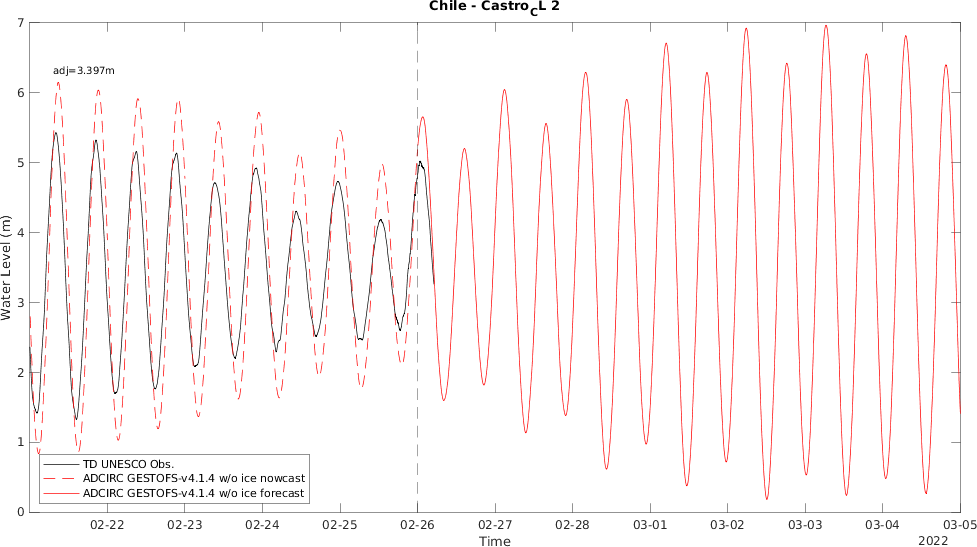 Chile - Castro_CL 2
7
adj=3.397m
6
5
4
3
2
1
0
Water Level (m)
TD UNESCO Obs.
ADCIRC GESTOFS-v4.1.4 w/o ice nowcast
ADCIRC GESTOFS-v4.1.4 w/o ice forecast
02-22 02-23 02-24 02-25 02-26 02-27 02-28 03-01 03-02 03-03 03-04 03-05
Time
2022